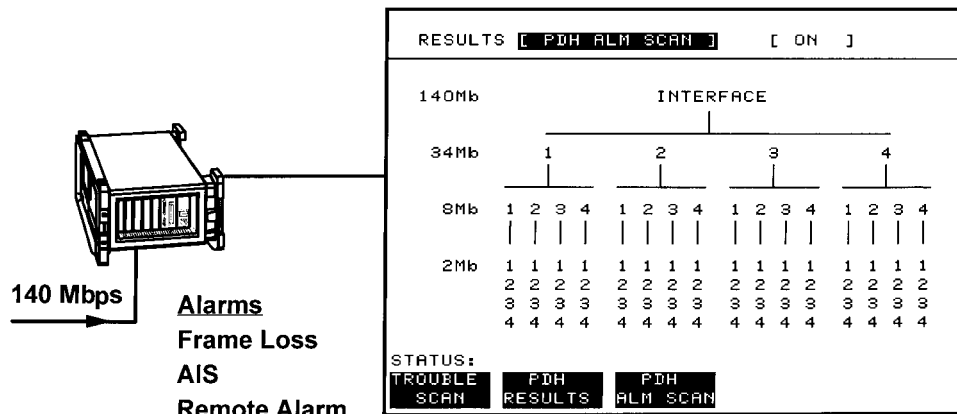 RESULTS [ PDH ALM SCAN ] [ ON ]
140Mb INTERFACE
34Mb 1 2 3 4
8Mb 1 2 3 4 1 2 3 4 1 2 3 4 1 2 3 4
2Mb 1 1 1 1 1 1 1 1 1 1 1 1 1 1 1 1
2 2 2 2 2 2 2 2 2 2 2 2 2 2 2 2
3 3 3 3 3 3 3 3 3 3 3 3 3 3 3 3
4 4 4 4 4 4 4 4 4 4 4 4 4 4 4 4
STATUS:
TROUBLE SCAN
PDH RESULTS
PDH ALM SCAN
140 Mbps
Alarms
Frame Loss
AIS
Remote Alarm